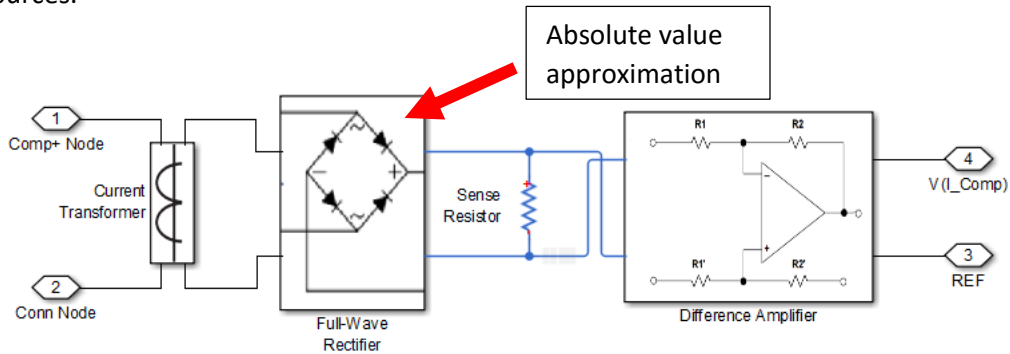 ources.
Absolute value
approximation
1
Comp+ Node
Current
Transformer
Full-Wave
Rectifier
Sense
Resistor
R1
R2
R1'
R2'
Difference Amplifier
4
V(I_Comp)
3
REF
2
Conn Node